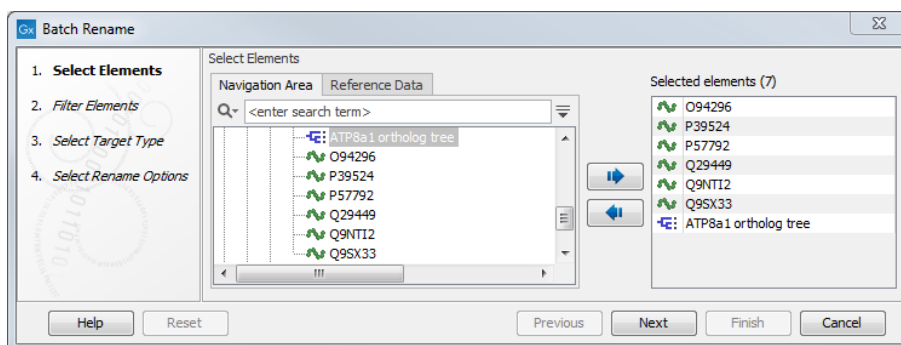 Gx Batch Rename
1. Select Elements
2. Filter Elements
3. Select Target Type
4. Select Rename Options
Select Elements
Navigation Area Reference Data
<enter search term>
ATP8a1 ortholog tree
O94296
P39524
P57792
Q29449
Q9NTI2
Q9SX33
Selected elements (7)
O94296
P39524
P57792
Q29449
Q9NTI2
Q9SX33
ATP8a1 ortholog tree
Help Reset Previous Next Finish Cancel